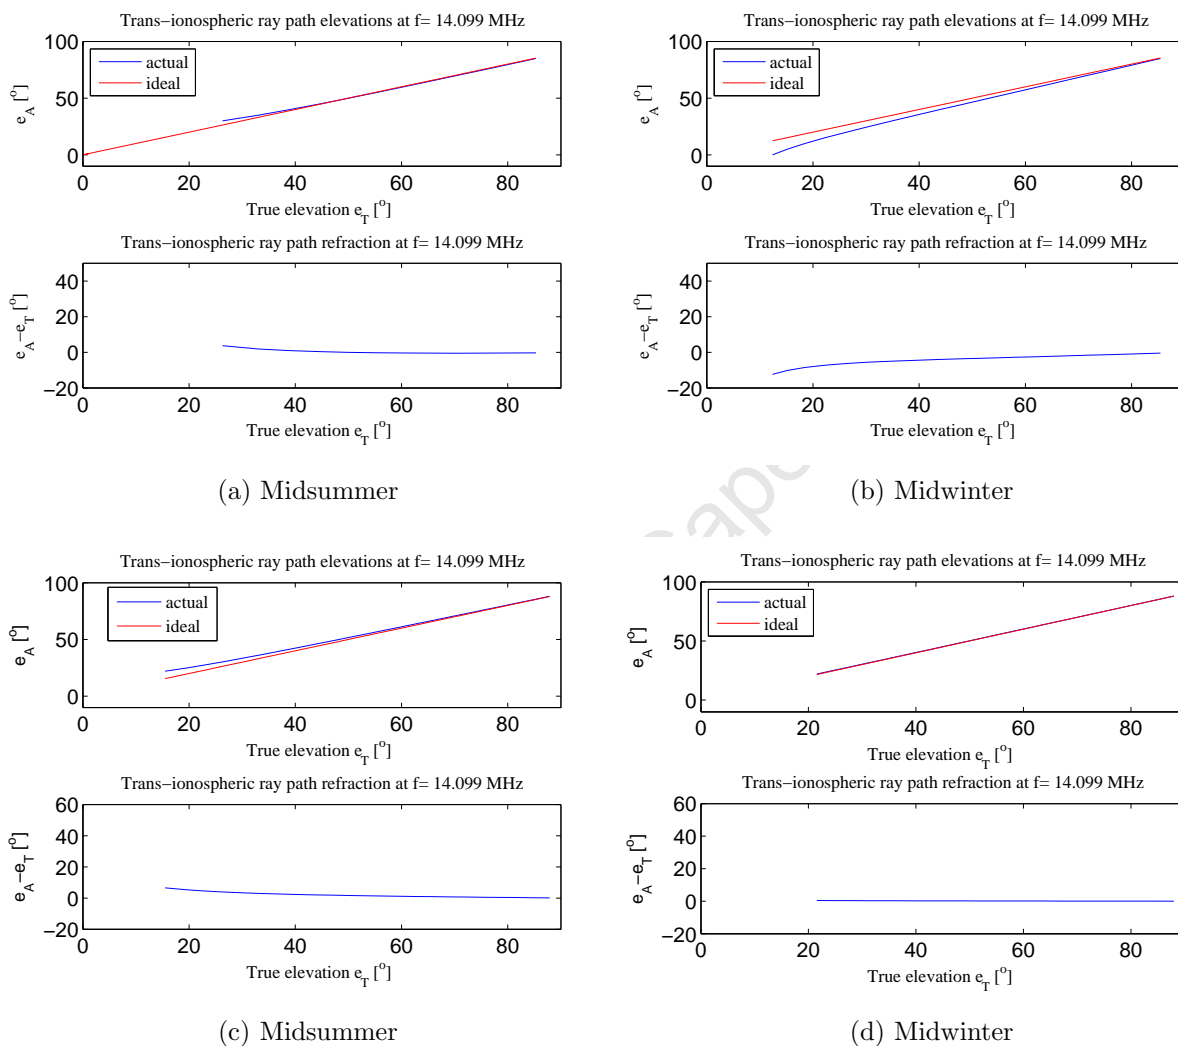 Trans−ionospheric ray path elevations at f= 14.099 MHz
100
50
0
e_A [°]
actual
ideal
0 20 40 60 80
True elevation e_T [°]
Trans−ionospheric ray path refraction at f= 14.099 MHz
40
20
0
−20
e_A−e_T [°]
0 20 40 60 80
True elevation e_T [°]
(a) Midsummer
Trans−ionospheric ray path elevations at f= 14.099 MHz
100
50
0
e_A [°]
actual
ideal
0 20 40 60 80
True elevation e_T [°]
Trans−ionospheric ray path refraction at f= 14.099 MHz
40
20
0
−20
e_A−e_T [°]
0 20 40 60 80
True elevation e_T [°]
(b) Midwinter
Cape
Trans−ionospheric ray path elevations at f= 14.099 MHz
100
50
0
e_A [°]
actual
ideal
0 20 40 60 80
True elevation e_T [°]
Trans−ionospheric ray path refraction at f= 14.099 MHz
60
40
20
0
−20
e_A−e_T [°]
0 20 40 60 80
True elevation e_T [°]
(c) Midsummer
Trans−ionospheric ray path elevations at f= 14.099 MHz
100
50
0
e_A [°]
actual
ideal
0 20 40 60 80
True elevation e_T [°]
Trans−ionospheric ray path refraction at f= 14.099 MHz
60
40
20
0
−20
e_A−e_T [°]
0 20 40 60 80
True elevation e_T [°]
(d) Midwinter